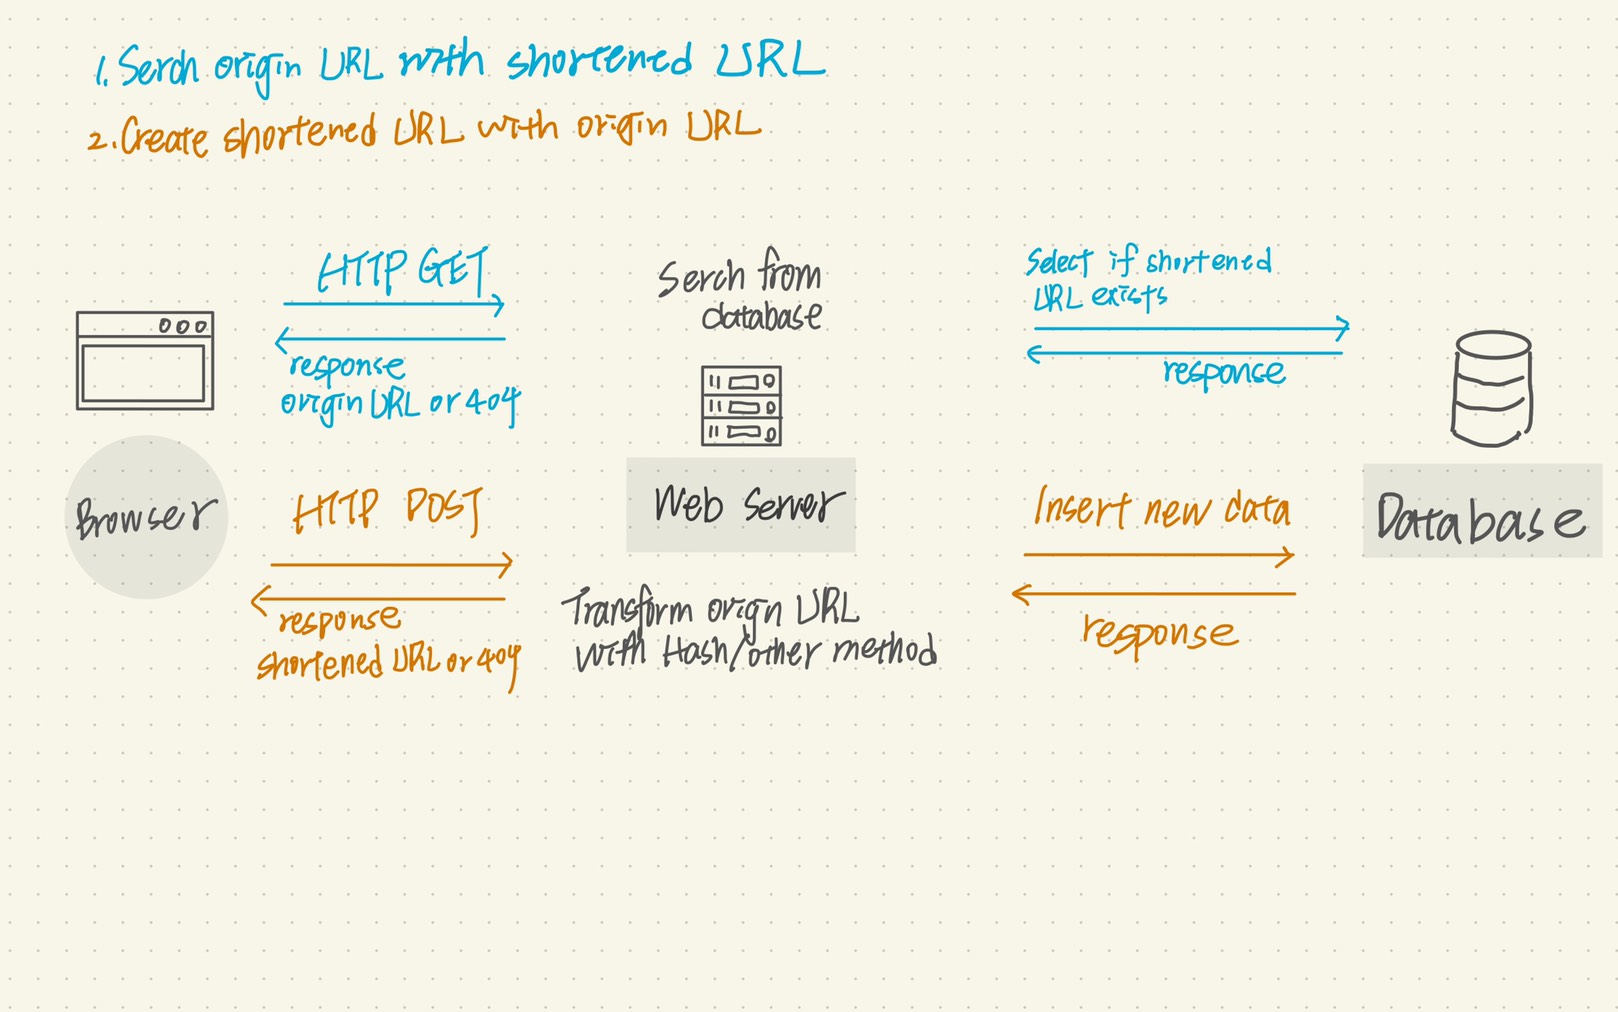 1. Serch origin URL with shortened URL
2. Create shortened URL with origin URL
HTTP GET
response
origin URL or 404
Serch from
database
Select if shortened
URL exists
response
Browser
HTTP POST
response
shortened URL or 404
Web Server
Transform origin URL
with Hash/other method
Insert new data
response
Database